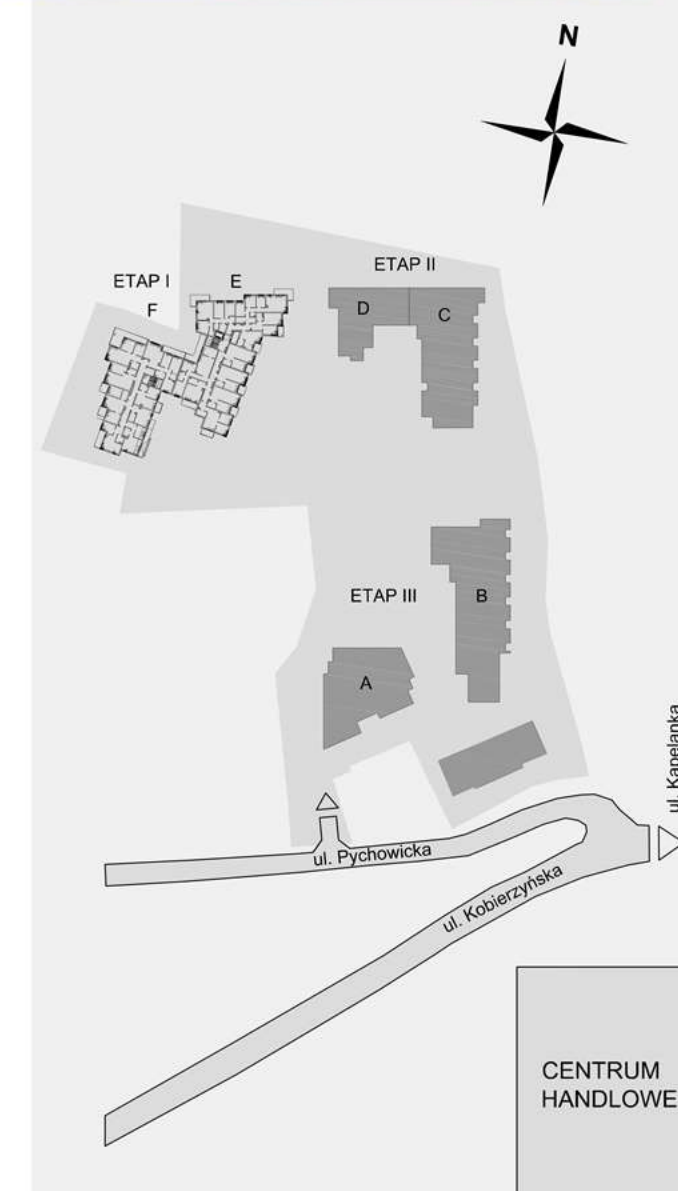 N
ETAP II
ETAP I
E
F
D
C
ETAP III
B
A
ul. Kapelanka
ul. Pychowicka
ul. Kobierzyńska
CENTRUM
HANDLOWE